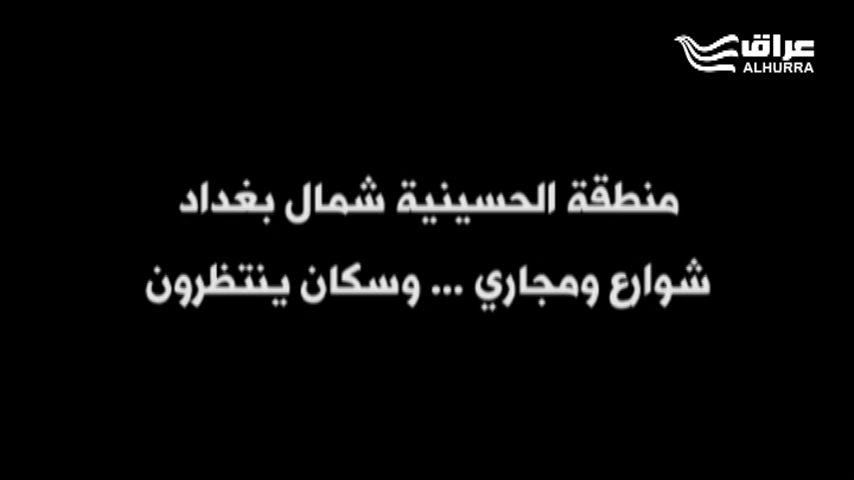 عراق
ALHURRA
منطقة الحسينية شمال بغداد
شوارع ومجاري ... وسكان ينتظرون